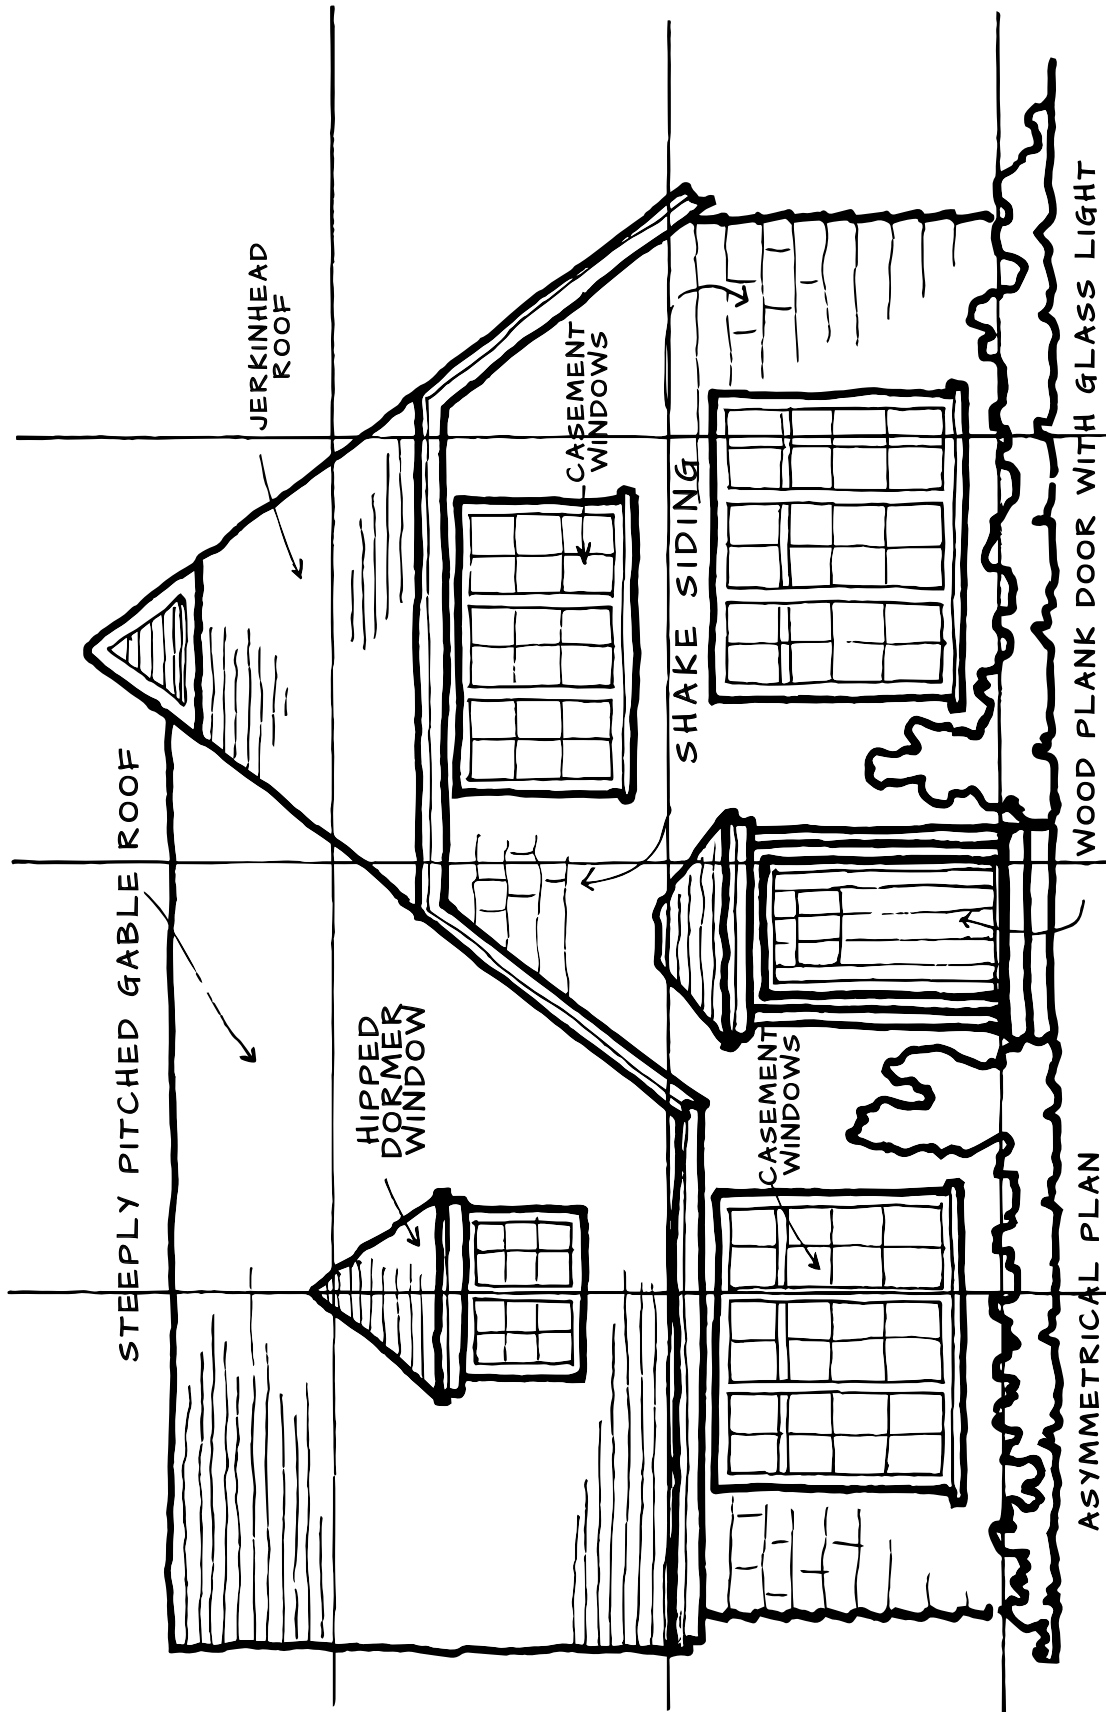 STEEPLY PITCHED GABLE ROOF
JERKINHEAD
ROOF
HIPPED
DORMER
WINDOW
CASEMENT
WINDOWS
SHAKE SIDING
CASEMENT
WINDOWS
ASYMMETRICAL PLAN
WOOD PLANK DOOR WITH GLASS LIGHT